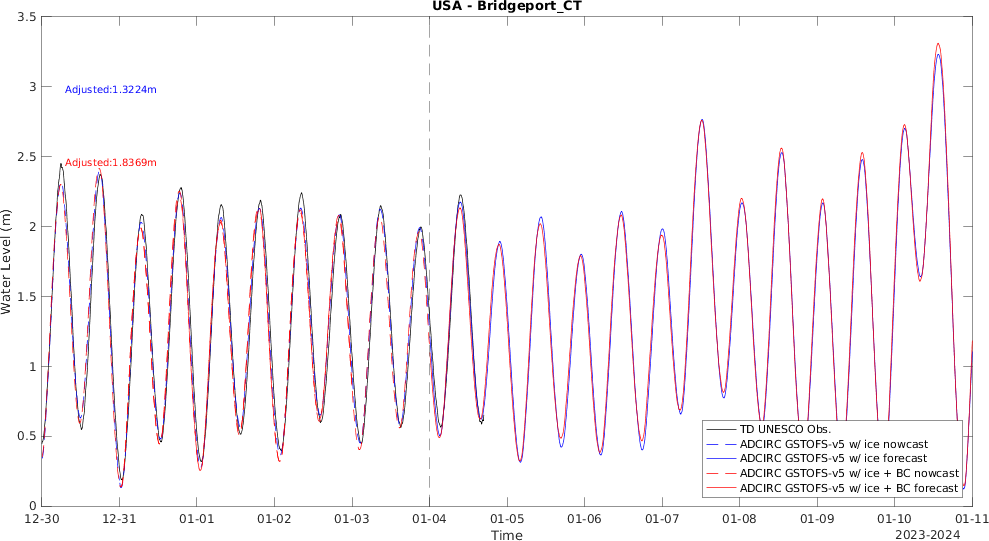 USA - Bridgeport_CT
3.5
3
2.5
2
1.5
1
0.5
0
Water Level (m)
Adjusted:1.3224m
Adjusted:1.8369m
TD UNESCO Obs.
ADCIRC GSTOFS-v5 w/ ice nowcast
ADCIRC GSTOFS-v5 w/ ice forecast
ADCIRC GSTOFS-v5 w/ ice + BC nowcast
ADCIRC GSTOFS-v5 w/ ice + BC forecast
12-30 12-31 01-01 01-02 01-03 01-04 01-05 01-06 01-07 01-08 01-09 01-10 01-11
Time
2023-2024